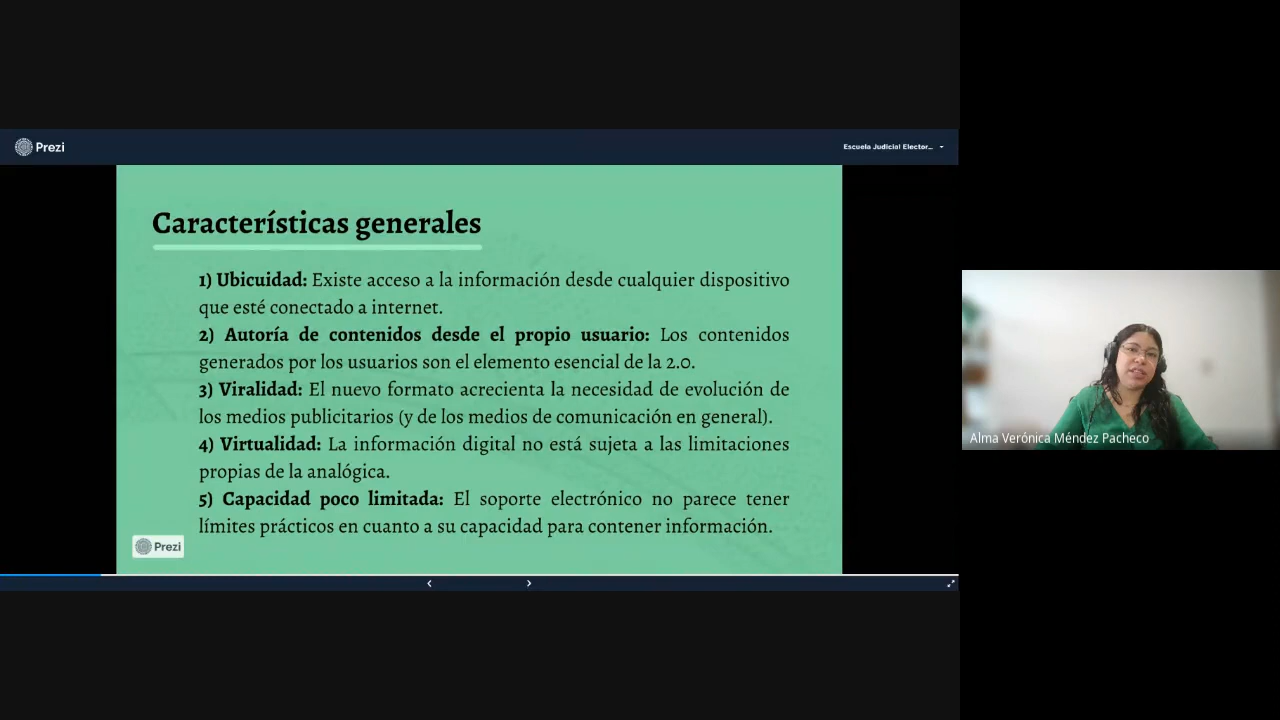 Prezi
Escuela Judicial Elector...
Características generales
1) Ubicuidad: Existe acceso a la información desde cualquier dispositivo
que esté conectado a internet.
2) Autoría de contenidos desde el propio usuario: Los contenidos
generados por los usuarios son el elemento esencial de la 2.0.
3) Viralidad: El nuevo formato acrecienta la necesidad de evolución de
los medios publicitarios (y de los medios de comunicación en general).
4) Virtualidad: La información digital no está sujeta a las limitaciones
propias de la analógica.
5) Capacidad poco limitada: El soporte electrónico no parece tener
límites prácticos en cuanto a su capacidad para contener información.
Prezi
Alma Verónica Méndez Pacheco